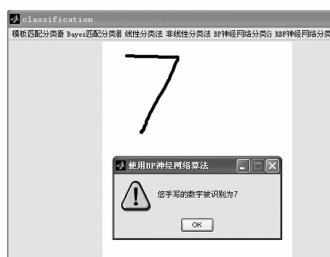 classification
模板匹配分类器 Bayes匹配分类器 线性分类法 非线性分类法 BP神经网络分类法 RBF神经网络分类
7
使用BP神经网络算法
您手写的数字被识别为7
OK